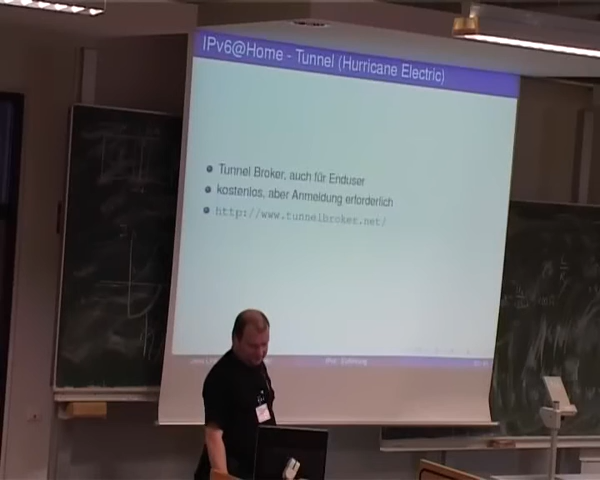 IPv6@Home - Tunnel (Hurricane Electric)
Tunnel Broker, auch für Enduser
kostenlos, aber Anmeldung erforderlich
http://www.tunnelbroker.net/